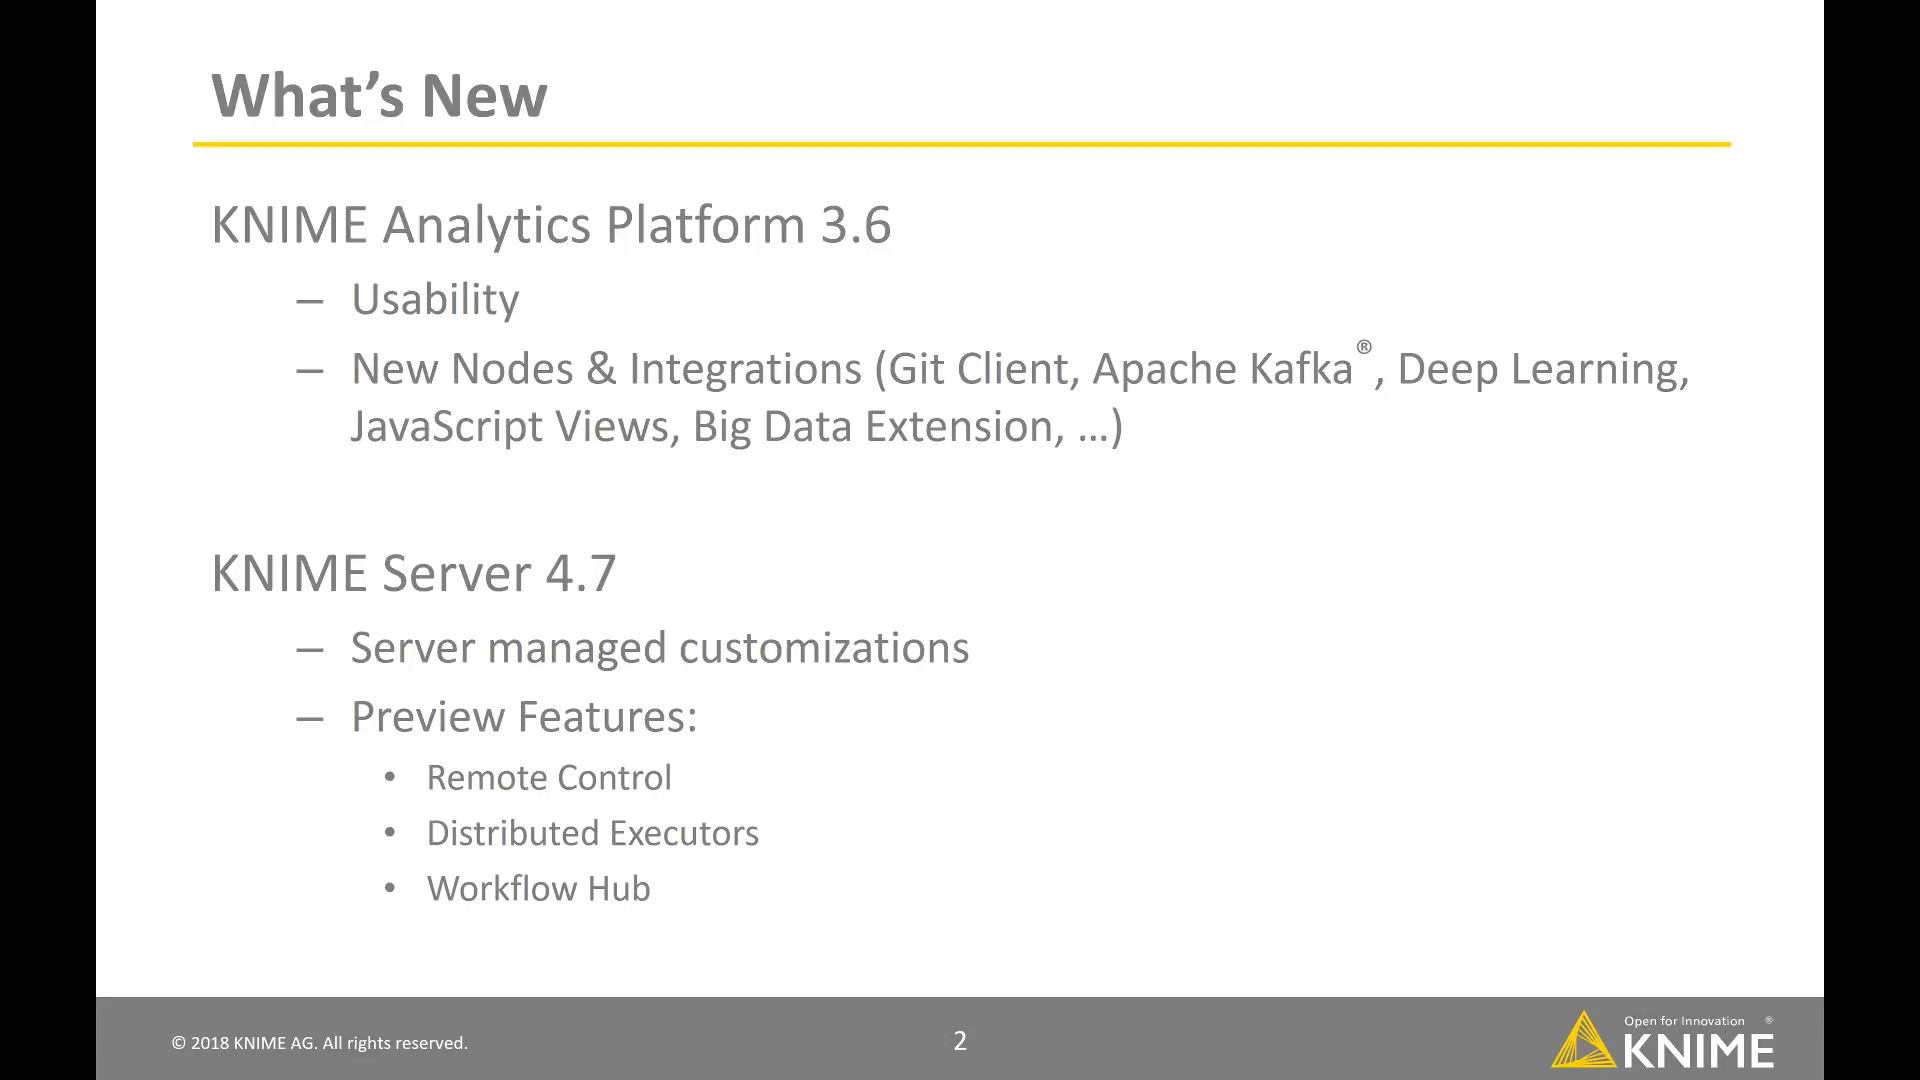 What’s New
KNIME Analytics Platform 3.6
– Usability
– New Nodes & Integrations (Git Client, Apache Kafka®, Deep Learning,
JavaScript Views, Big Data Extension, …)
KNIME Server 4.7
– Server managed customizations
– Preview Features:
• Remote Control
• Distributed Executors
• Workflow Hub
© 2018 KNIME AG. All rights reserved.
2
Open for Innovation ®
KNIME